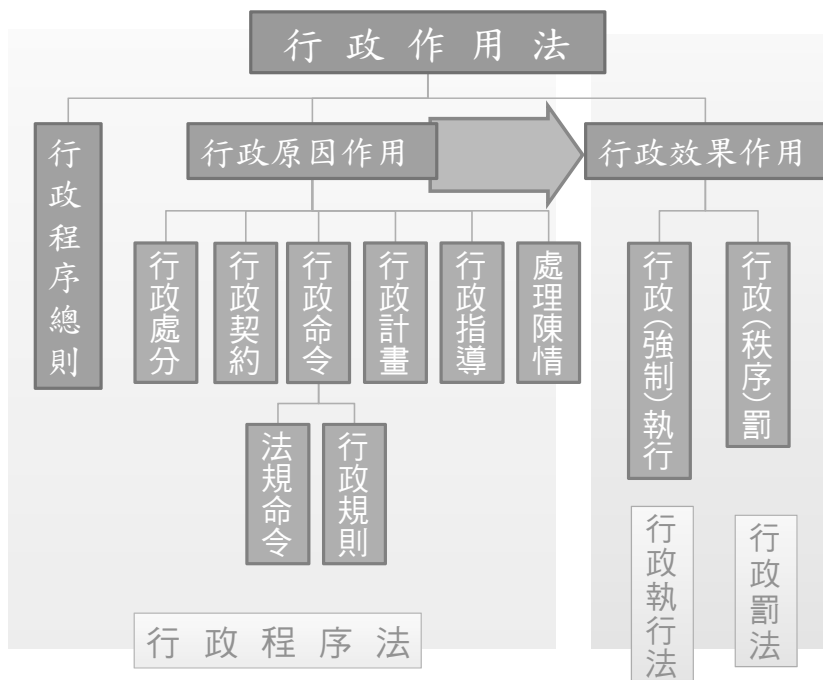 行政作用法
行政程序總則
行政原因作用
行政效果作用
行政處分
行政契約
行政命令
行政計畫
行政指導
處理陳情
行政(強制)執行
行政(秩序)罰
法規命令
行政規則
行政執行法
行政罰法
行政程序法